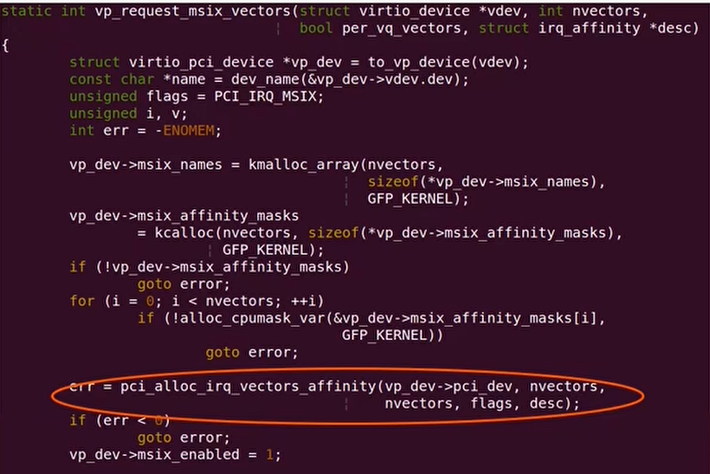 static int vp_request_msix_vectors(struct virtio_device *vdev, int nvectors,
bool per_vq_vectors, struct irq_affinity *desc)
{
struct virtio_pci_device *vp_dev = to_vp_device(vdev);
const char *name = dev_name(&vp_dev->vdev.dev);
unsigned flags = PCI_IRQ_MSIX;
unsigned i, v;
int err = -ENOMEM;
vp_dev->msix_names = kmalloc_array(nvectors,
sizeof(*vp_dev->msix_names),
GFP_KERNEL);
vp_dev->msix_affinity_masks
= kcalloc(nvectors, sizeof(*vp_dev->msix_affinity_masks),
GFP_KERNEL);
if (!vp_dev->msix_affinity_masks)
goto error;
for (i = 0; i < nvectors; ++i)
if (!alloc_cpumask_var(&vp_dev->msix_affinity_masks[i],
GFP_KERNEL))
goto error;
err = pci_alloc_irq_vectors_affinity(vp_dev->pci_dev, nvectors,
nvectors, flags, desc);
if (err < 0)
goto error;
vp_dev->msix_enabled = 1;